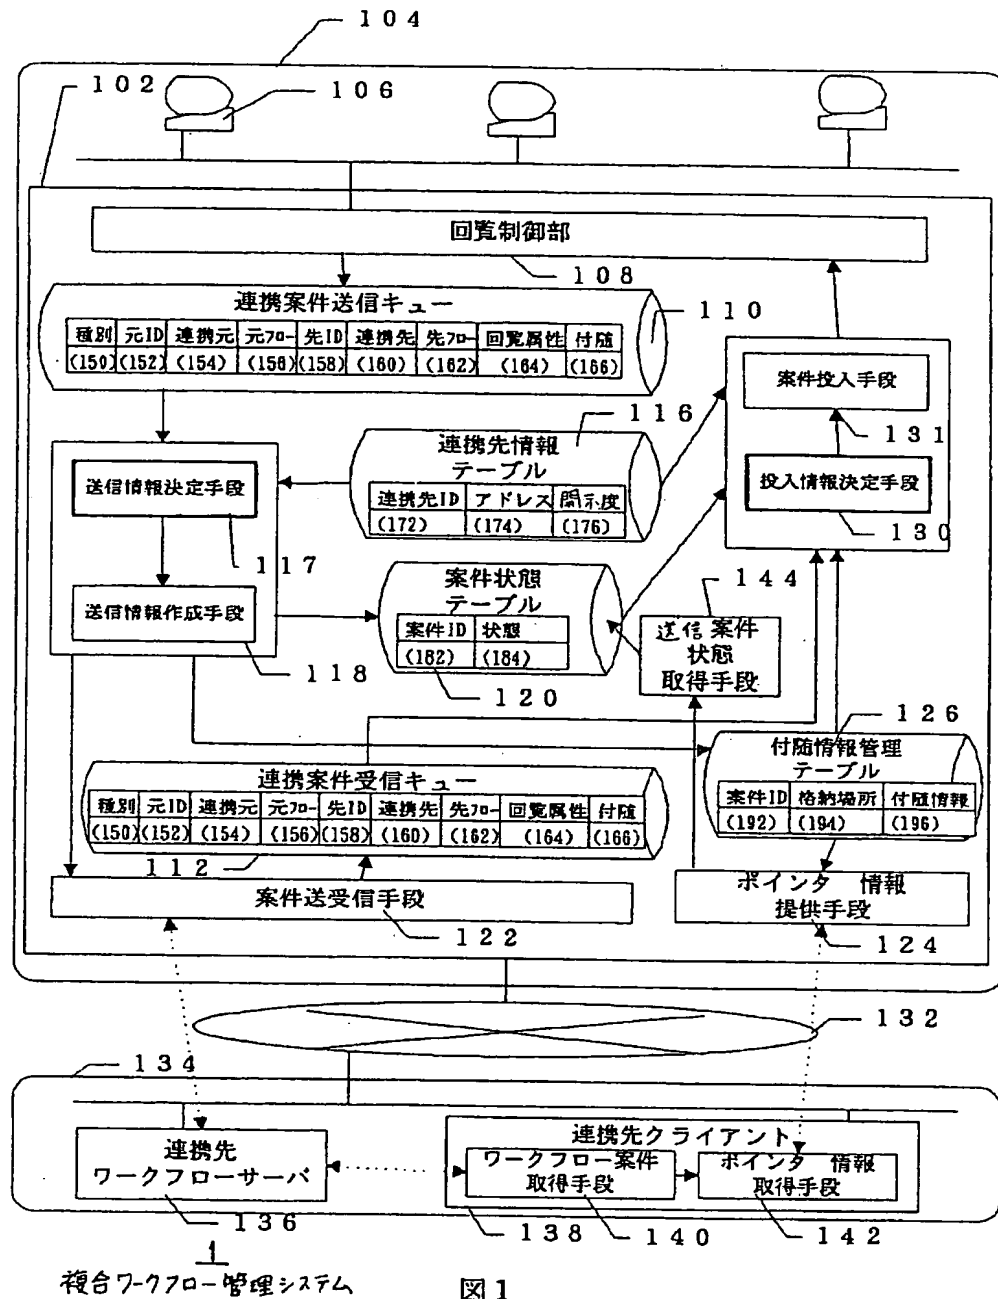 104
102
106
回覧制御部
108
連携案件送信キュー
110
種別 元ID 連携元 元フロー 先ID 連携先 先フロー 回覧属性 付随
(150) (152) (154) (156) (158) (160) (162) (164) (166)
116
案件投入手段
131
連携先情報
テーブル
送信情報決定手段
投入情報決定手段
連携先ID アドレス 開示度
(172) (174) (176)
130
117
案件状態
テーブル
144
送信情報作成手段
案件ID 状態
(182) (184)
送信案件
状態
取得手段
118
120
126
付随情報管理
テーブル
連携案件受信キュー
案件ID 格納場所 付随情報
(192) (194) (196)
種別 元ID 連携元 元フロー 先ID 連携先 先フロー 回覧属性 付随
(150) (152) (154) (156) (158) (160) (162) (164) (166)
112
案件送受信手段
ポインタ 情報
提供手段
122
124
132
134
連携先クライアント
連携先
ワークフローサーバ
ワークフロー案件
取得手段
ポインタ 情報
取得手段
136
138
140
142
1
複合ワークフロー管理システム
図1